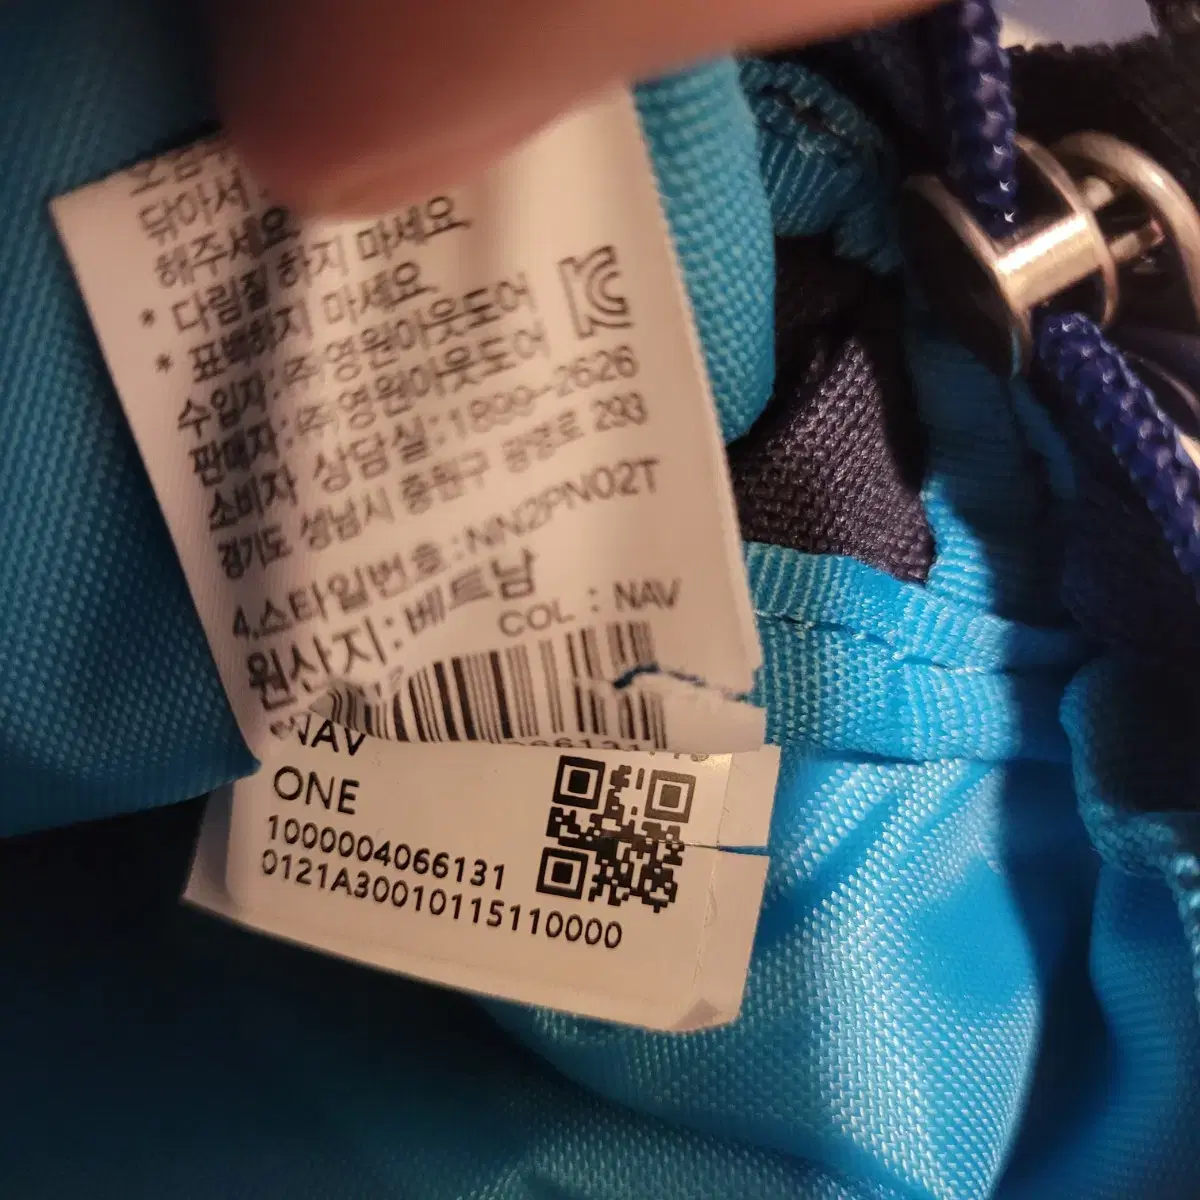 닦아서
해주세요
* 다림질 하지 마세요
* 표백하지 마세요
수입자:㈜영원아웃도어
판매자:㈜영원아웃도어
소비자 상담실:1899-2626
경기도 성남시 중원구 광명로 293
4.스타일번호:NN2PN02T
원산지:베트남
COL : NAV
NAV
ONE
1000004066131
0121A30010115110000